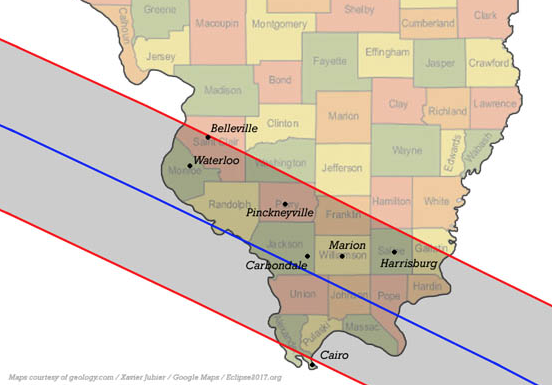 Calhoun
Greene
Macoupin
Montgomery
Shelby
Cumberland
Clark
Jersey
Fayette
Effingham
Jasper
Crawford
Bond
Madison
Marion
Clay
Richland
Lawrence
Clinton
Belleville
Saint Clair
Waterloo
Monroe
Washington
Jefferson
Wayne
Edwards
Wabash
Randolph
Perry
Pinckneyville
Franklin
Hamilton
White
Jackson
Marion
Williamson
Saline
Gallatin
Carbondale
Harrisburg
Union
Johnson
Pope
Hardin
Alexander
Pulaski
Massac
Cairo
Maps courtesy of geology.com / Xavier Jubier / Google Maps / Eclipse2017.org